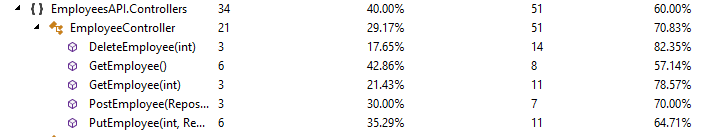 { } EmployeesAPI.Controllers 34 40.00% 51 60.00%
EmployeeController 21 29.17% 51 70.83%
DeleteEmployee(int) 3 17.65% 14 82.35%
GetEmployee() 6 42.86% 8 57.14%
GetEmployee(int) 3 21.43% 11 78.57%
PostEmployee(Repos... 3 30.00% 7 70.00%
PutEmployee(int, Re... 6 35.29% 11 64.71%